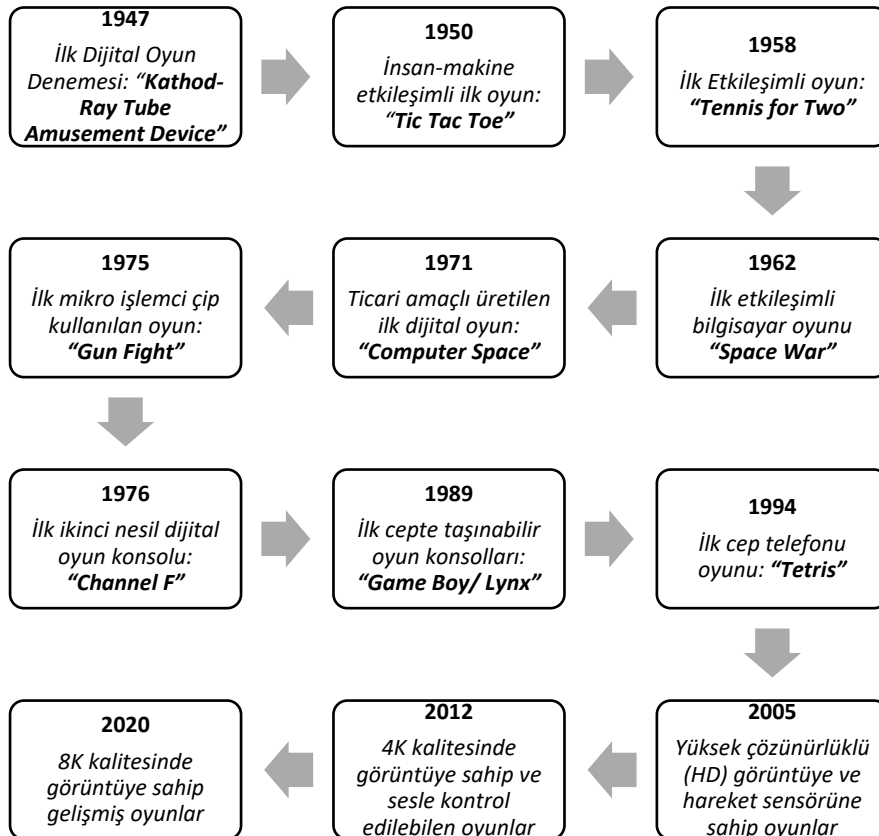 1947
İlk Dijital Oyun
Denemesi: “Kathod-
Ray Tube
Amusement Device”
1950
İnsan-makine
etkileşimli ilk oyun:
“Tic Tac Toe”
1958
İlk Etkileşimli oyun:
“Tennis for Two”
1962
İlk etkileşimli
bilgisayar oyunu
“Space War”
1971
Ticari amaçlı üretilen
ilk dijital oyun:
“Computer Space”
1975
İlk mikro işlemci çip
kullanılan oyun:
“Gun Fight”
1976
İlk ikinci nesil dijital
oyun konsolu:
“Channel F”
1989
İlk cepte taşınabilir
oyun konsolları:
“Game Boy/ Lynx”
1994
İlk cep telefonu
oyunu: “Tetris”
2005
Yüksek çözünürlüklü
(HD) görüntüye ve
hareket sensörüne
sahip oyunlar
2012
4K kalitesinde
görüntüye sahip ve
sesle kontrol
edilebilen oyunlar
2020
8K kalitesinde
görüntüye sahip
gelişmiş oyunlar